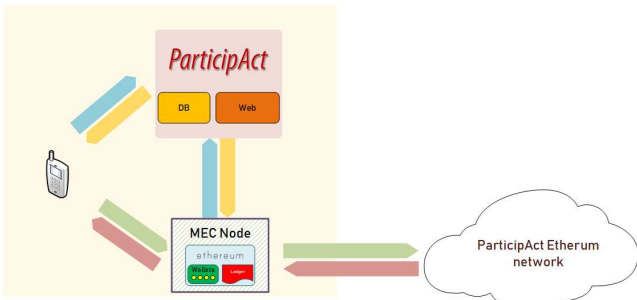 ParticipAct
DB
Web
MEC Node
ethereum
Wallets
Ledger
ParticipAct Etherum
network